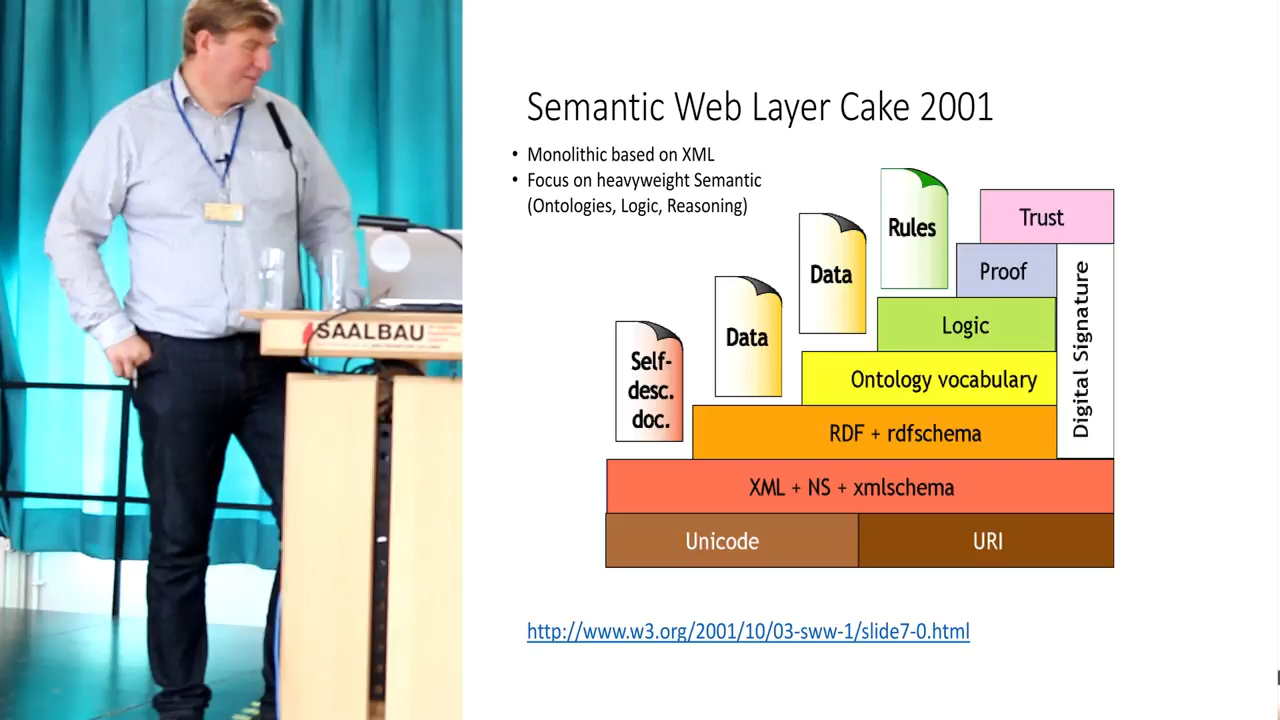 Semantic Web Layer Cake 2001
• Monolithic based on XML
• Focus on heavyweight Semantic
(Ontologies, Logic, Reasoning)
Rules
Trust
Data
Proof
Digital Signature
Data
Logic
Self-
desc.
doc.
Ontology vocabulary
RDF + rdfschema
XML + NS + xmlschema
Unicode
URI
http://www.w3.org/2001/10/03-sww-1/slide7-0.html
SAALBAU